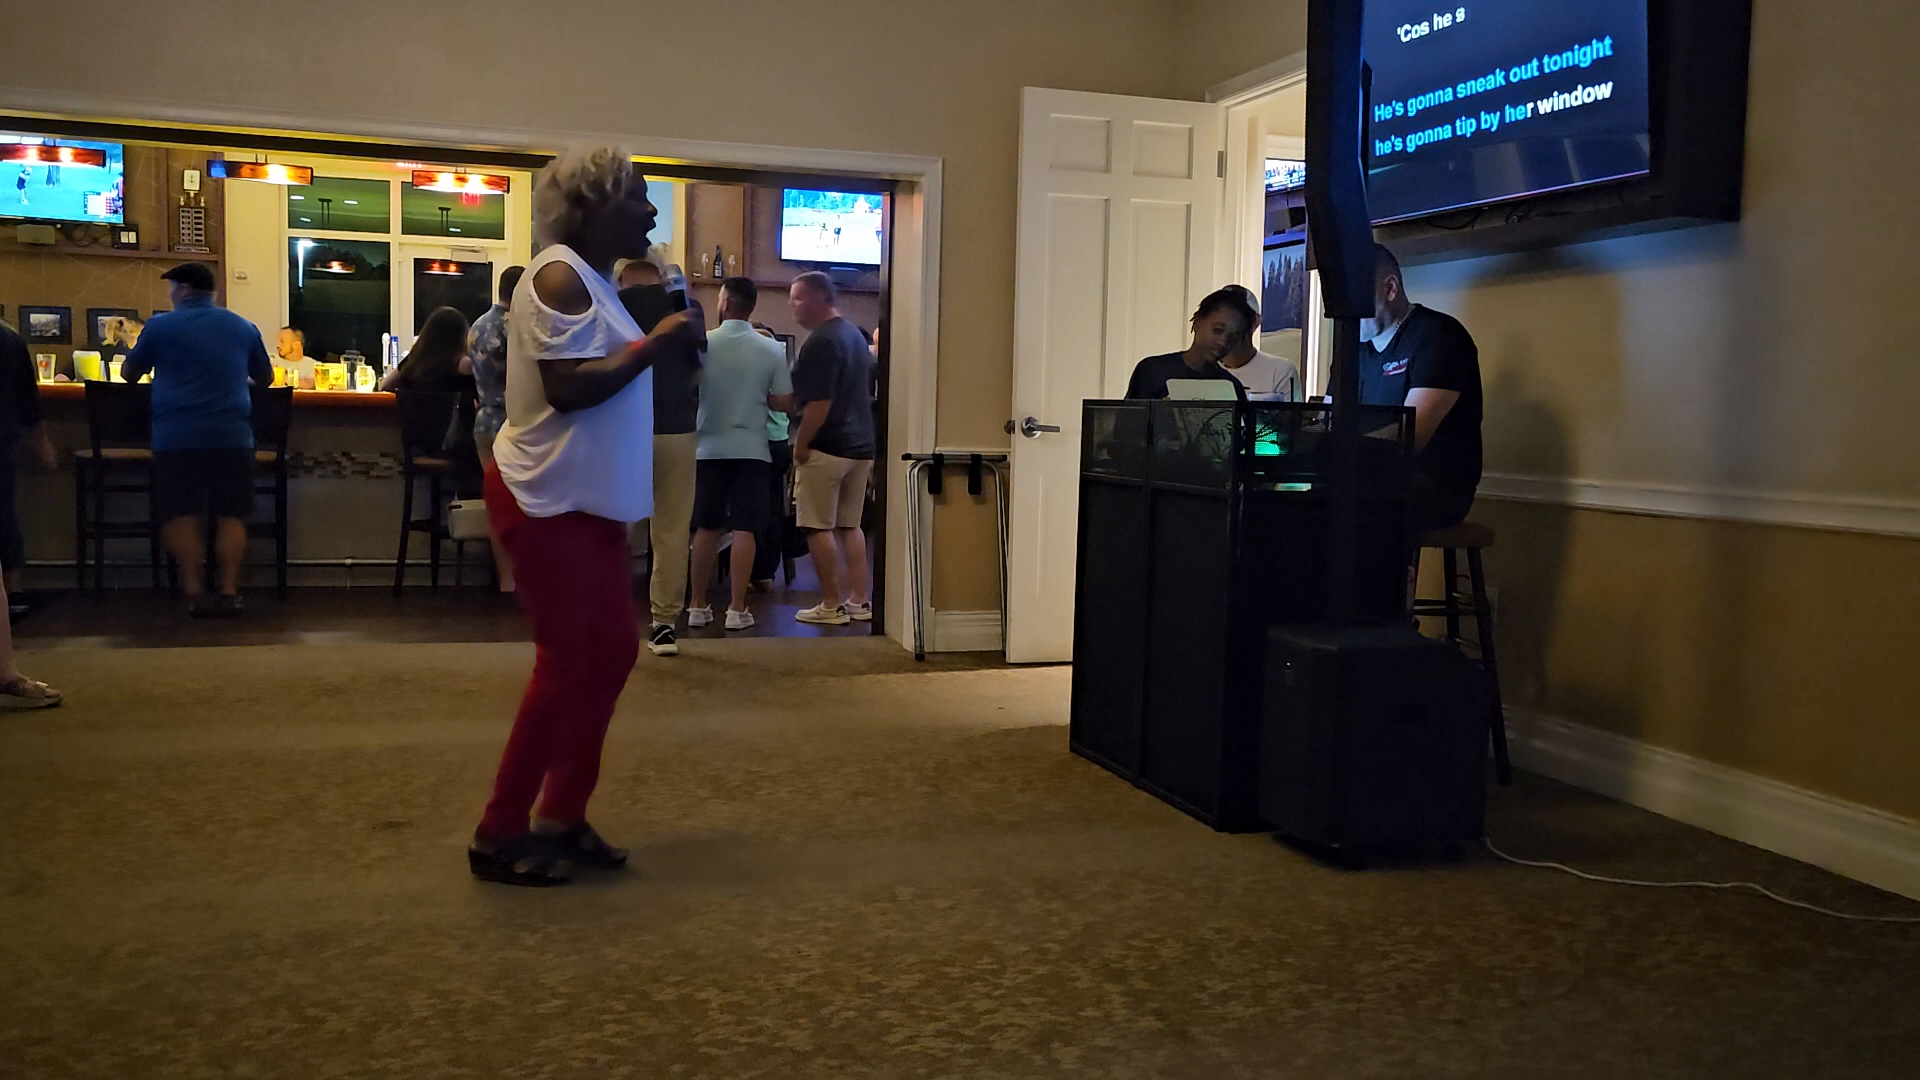 'Cos he's
He's gonna sneak out tonight
he's gonna tip by her window